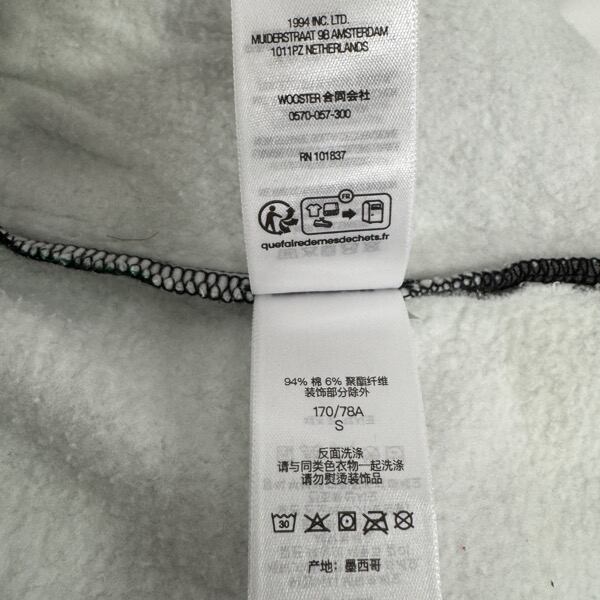 1994 INC. LTD.
MUIDERSTRAAT 9B AMSTERDAM
1011PZ NETHERLANDS
WOOSTER 合同会社
0570-057-300
RN 101837
FR
quefairedemesdechets.fr
94% 棉 6% 聚酯纤维
装饰部分除外
170/78A
S
反面洗涤
请与同类色衣物一起洗涤
请勿熨烫装饰品
30
产地：墨西哥